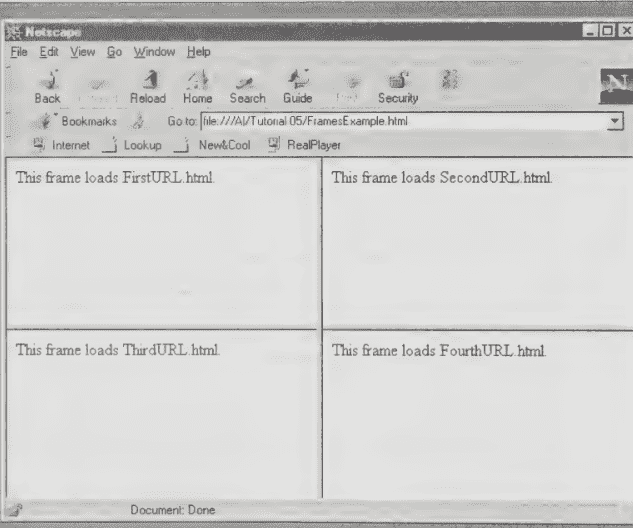 Netscape
File Edit View Go Window Help
Back Reload Home Search Guide Security
N
Bookmarks Go to: file:///A|/Tutorial.05/FramesExample.html
Internet Lookup New&Cool RealPlayer
This frame loads FirstURL.html.
This frame loads SecondURL.html.
This frame loads ThirdURL.html.
This frame loads FourthURL.html.
Document: Done